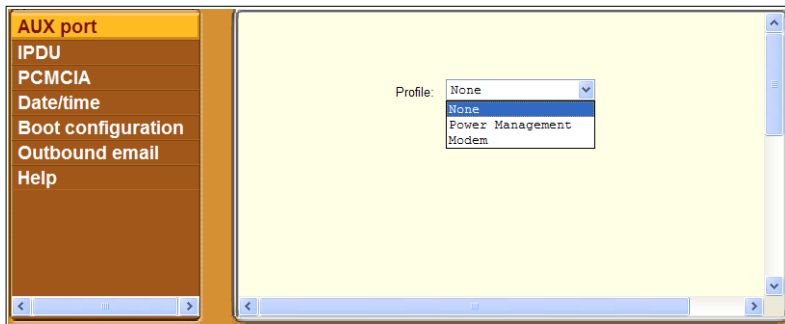 AUX port
IPDU
PCMCIA
Date/time
Boot configuration
Outbound email
Help
Profile: None
None
Power Management
Modem